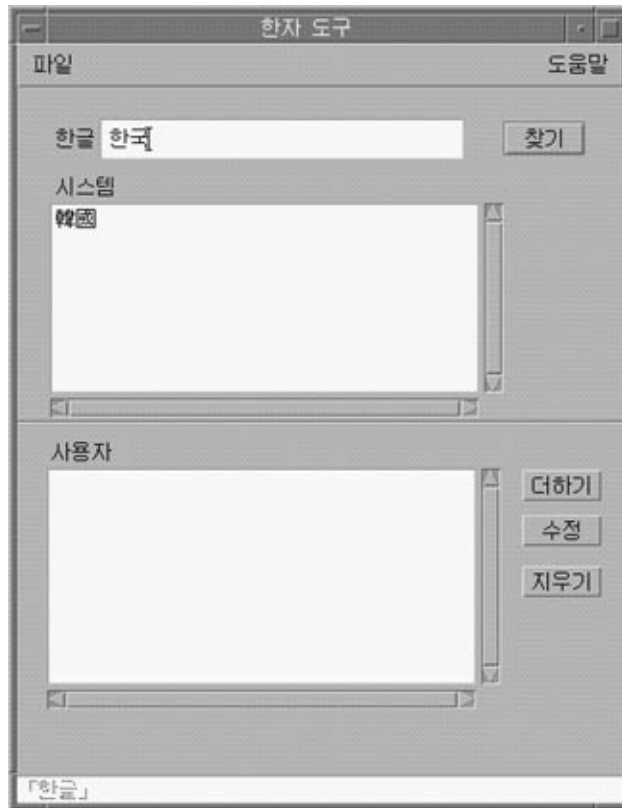 한자 도구
파일 도움말
한글 한국 찾기
시스템
韓國
사용자
더하기
수정
지우기
「한글」